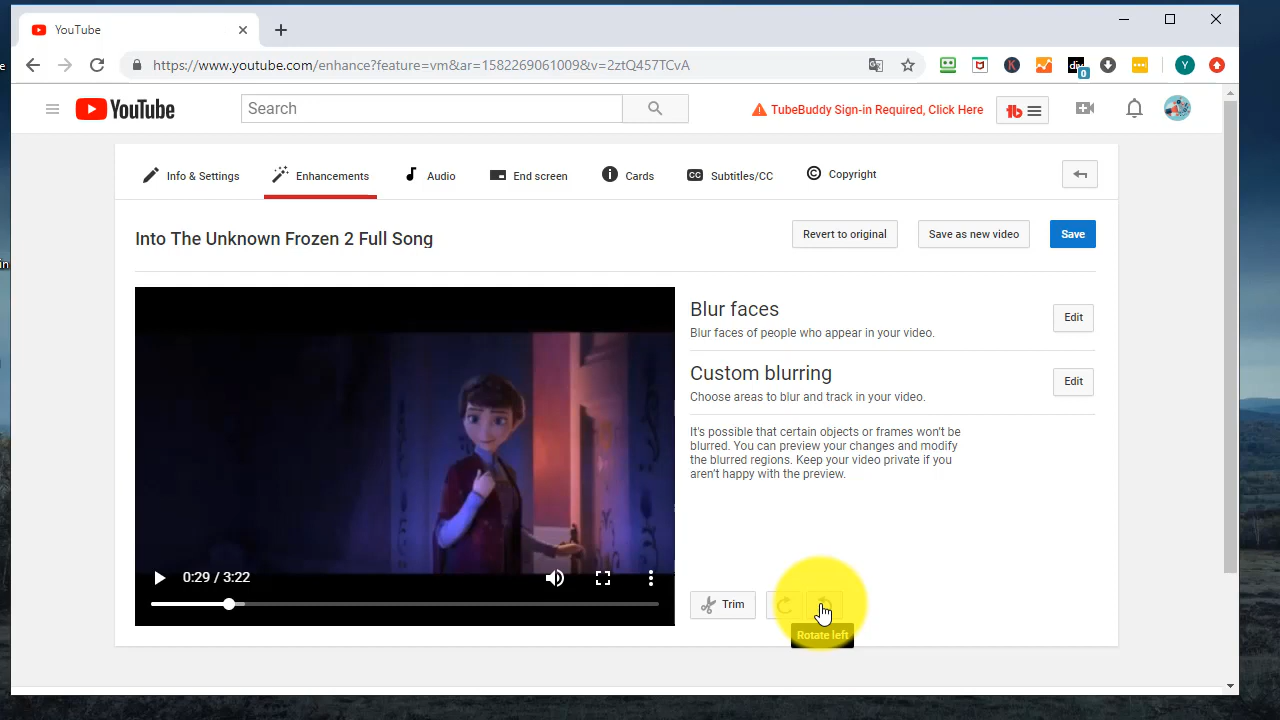 YouTube
https://www.youtube.com/enhance?feature=vm&ar=1582269061009&v=2ztQ457TCvA
0
Y
YouTube
Search
TubeBuddy Sign-in Required, Click Here
Info & Settings
Enhancements
Audio
End screen
Cards
CC Subtitles/CC
Copyright
Into The Unknown Frozen 2 Full Song
Revert to original
Save as new video
Save
Blur faces
Edit
Blur faces of people who appear in your video.
Custom blurring
Edit
Choose areas to blur and track in your video.
It's possible that certain objects or frames won't be
blurred. You can preview your changes and modify
the blurred regions. Keep your video private if you
aren't happy with the preview.
0:29 / 3:22
Trim
Rotate left